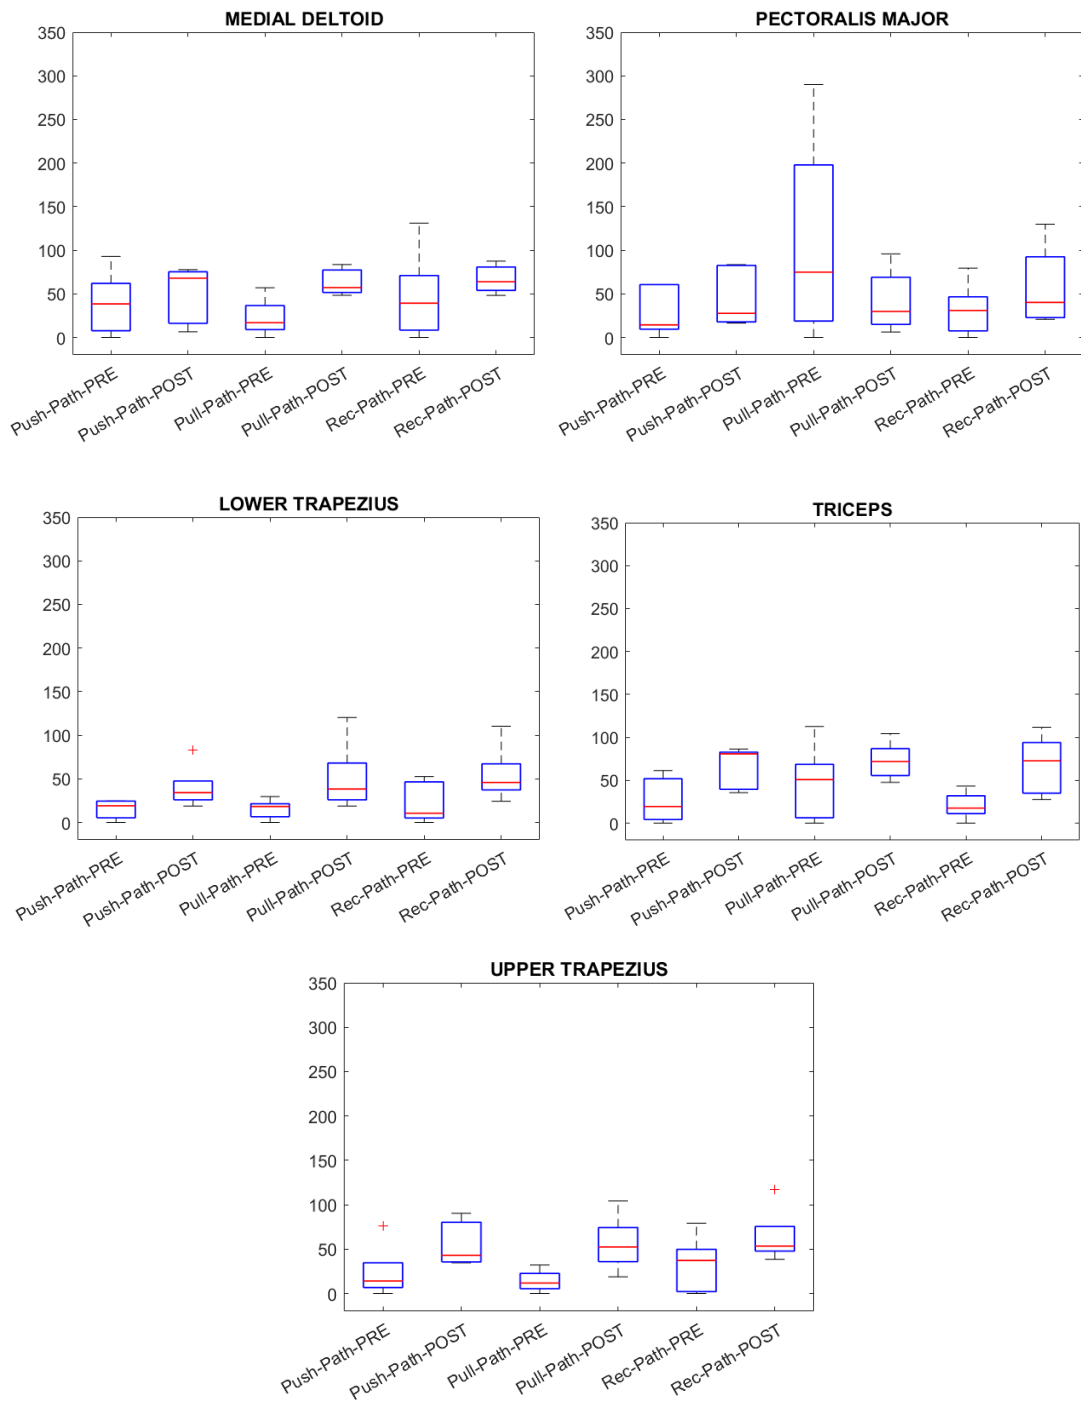 MEDIAL DELTOID
350
300
250
200
150
100
50
0
Push-Path-PRE
Push-Path-POST
Pull-Path-PRE
Pull-Path-POST
Rec-Path-PRE
Rec-Path-POST
PECTORALIS MAJOR
350
300
250
200
150
100
50
0
Push-Path-PRE
Push-Path-POST
Pull-Path-PRE
Pull-Path-POST
Rec-Path-PRE
Rec-Path-POST
LOWER TRAPEZIUS
350
300
250
200
150
100
50
0
Push-Path-PRE
Push-Path-POST
Pull-Path-PRE
Pull-Path-POST
Rec-Path-PRE
Rec-Path-POST
TRICEPS
350
300
250
200
150
100
50
0
Push-Path-PRE
Push-Path-POST
Pull-Path-PRE
Pull-Path-POST
Rec-Path-PRE
Rec-Path-POST
UPPER TRAPEZIUS
350
300
250
200
150
100
50
0
Push-Path-PRE
Push-Path-POST
Pull-Path-PRE
Pull-Path-POST
Rec-Path-PRE
Rec-Path-POST